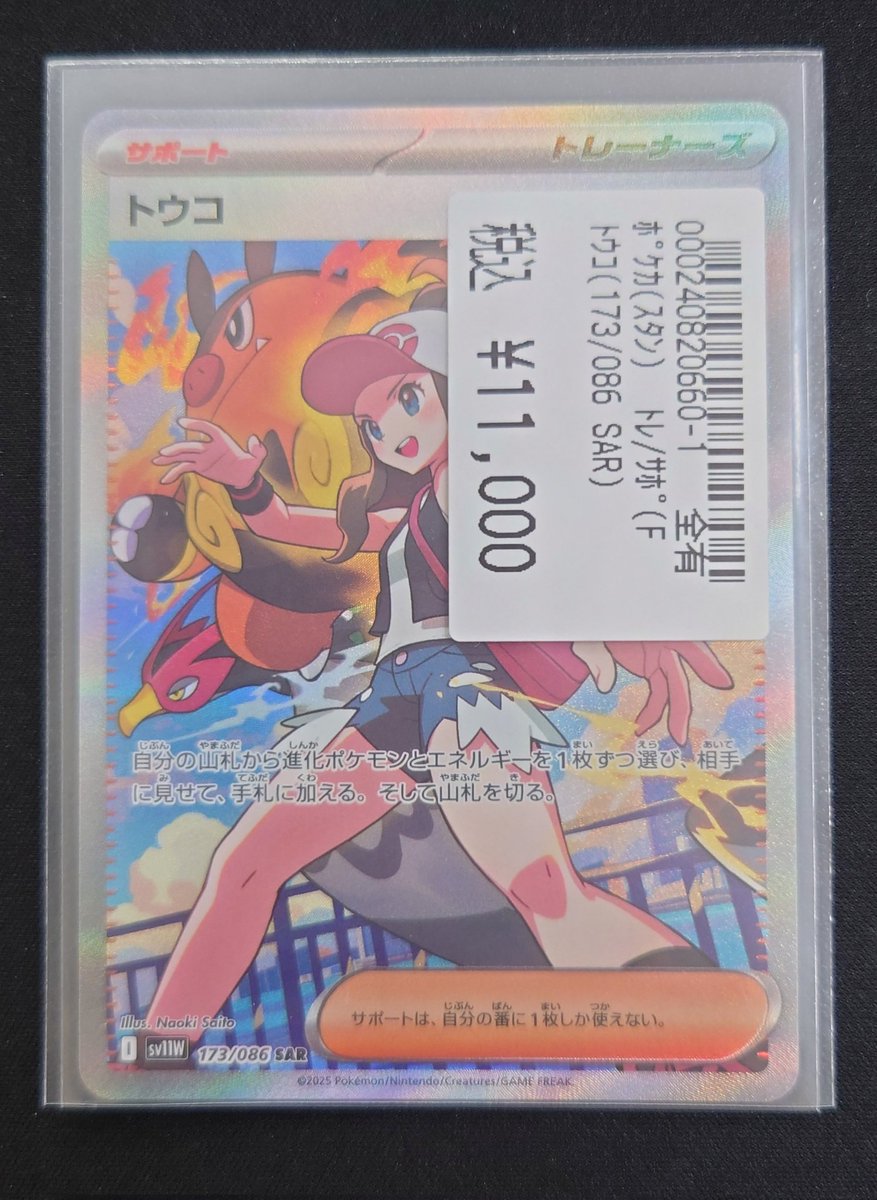 サポート
トレーナーズ
トウコ
000240820660-1 全有
ポケカ(スタン) トレ/サポ(F
トウコ(173/086 SAR)
税込 ¥11,000
自分の山札から進化ポケモンとエネルギーを1枚ずつ選び、相手
に見せて、手札に加える。そして山札を切る。
サポートは、自分の番に1枚しか使えない。
Illus. Naoki Saito
sv11W 173/086 SAR
©2025 Pokémon/Nintendo/Creatures/GAME FREAK.